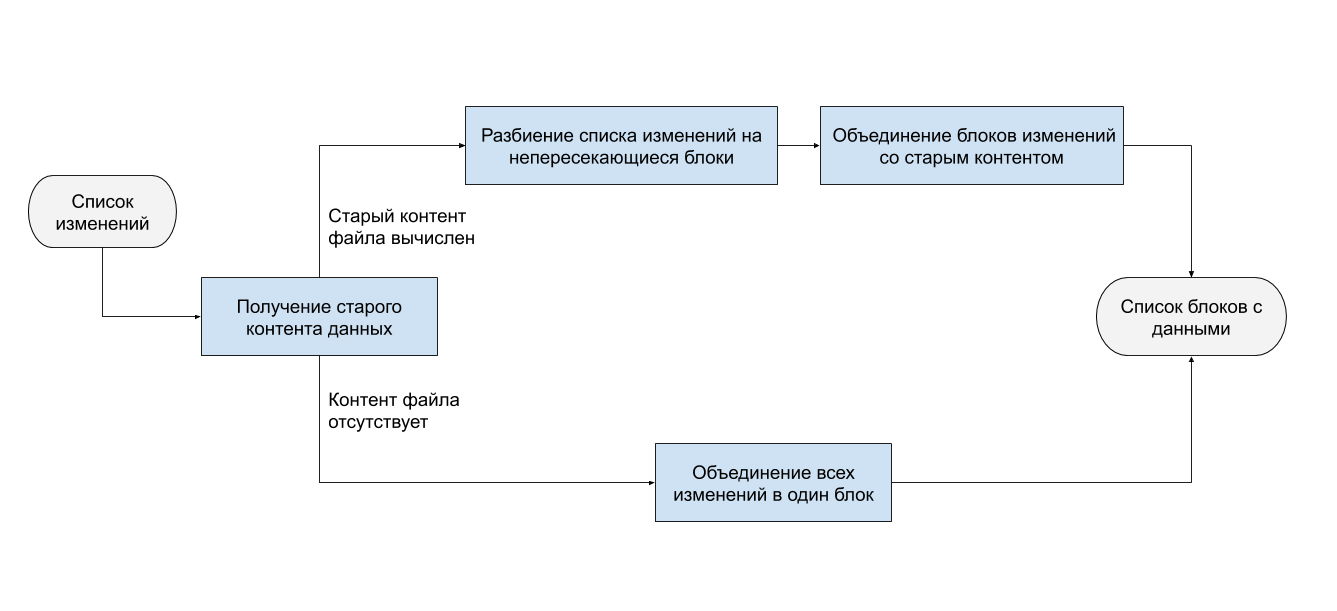 Список
изменений
Получение старого
контента данных
Старый контент
файла вычислен
Разбиение списка изменений на
непересекающиеся блоки
Объединение блоков изменений
со старым контентом
Контент файла
отсутствует
Объединение всех
изменений в один блок
Список блоков с
данными